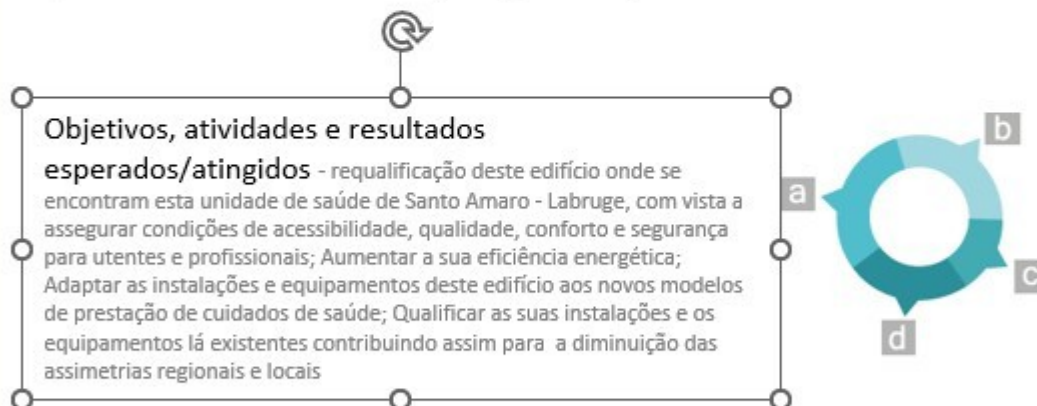 Objetivos, atividades e resultados
esperados/atingidos - requalificação deste edifício onde se
encontram esta unidade de saúde de Santo Amaro - Labruge, com vista a
assegurar condições de acessibilidade, qualidade, conforto e segurança
para utentes e profissionais; Aumentar a sua eficiência energética;
Adaptar as instalações e equipamentos deste edifício aos novos modelos
de prestação de cuidados de saúde; Qualificar as suas instalações e os
equipamentos lá existentes contribuindo assim para  a diminuição das
assimetrias regionais e locais
b
a
c
d